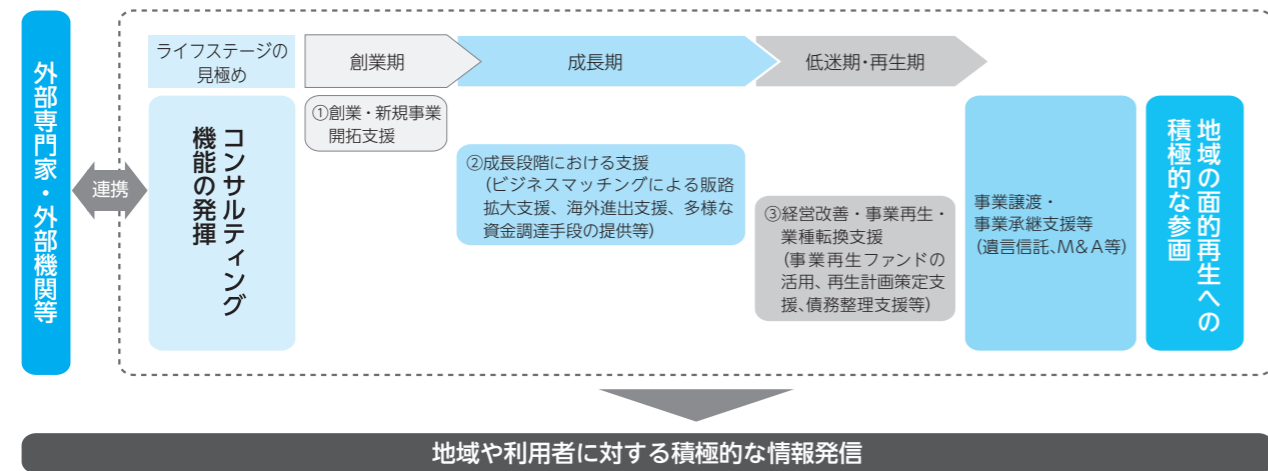 外部専門家・外部機関等
連携
ライフステージの
見極め
コンサルティング
機能の発揮
創業期
成長期
低迷期・再生期
①創業・新規事業
開拓支援
②成長段階における支援
(ビジネスマッチングによる販路
拡大支援、海外進出支援、多様な
資金調達手段の提供等)
③経営改善・事業再生・
業種転換支援
(事業再生ファンドの
活用、再生計画策定支
援、債務整理支援等)
事業譲渡・
事業承継支援等
(遺言信託、M&A等)
地域の面的再生への
積極的な参画
地域や利用者に対する積極的な情報発信